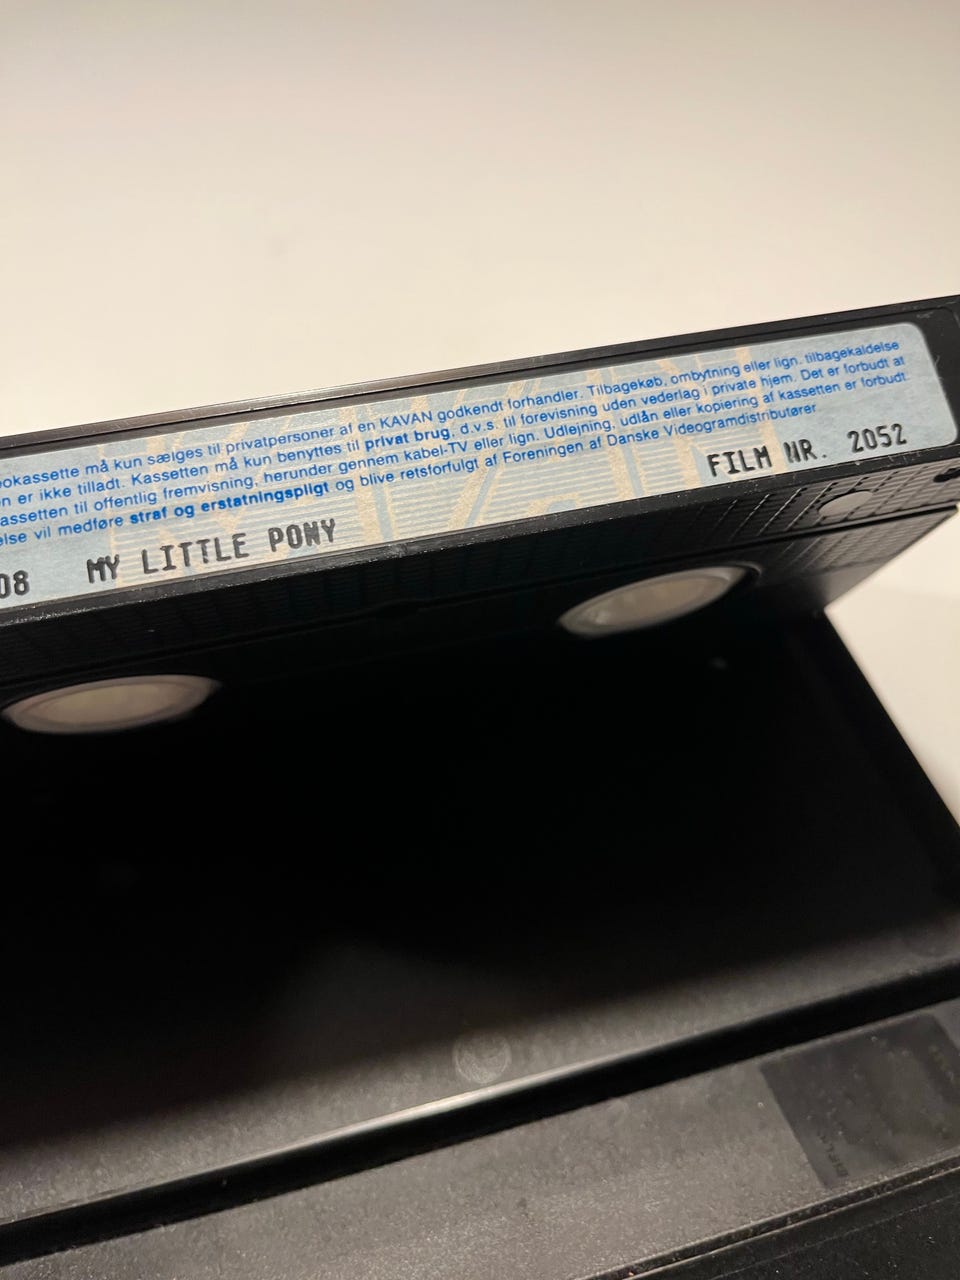 eokassette må kun sælges til privatpersoner af en KAVAN godkendt forhandler. Tilbagekøb, ombytning eller lign. tilbagekaldelse
n er ikke tilladt. Kassetten må kun benyttes til privat brug, d.v.s. til forevisning uden vederlag i private hjem. Det er forbudt at
assetten til offentlig fremvisning, herunder gennem kabel-TV eller lign. Udlejning, udlån eller kopiering af kassetten er forbudt.
else vil medføre straf og erstatningspligt og blive retsforfulgt af Foreningen af Danske Videogramdistributører
08 MY LITTLE PONY FILM NR. 2052